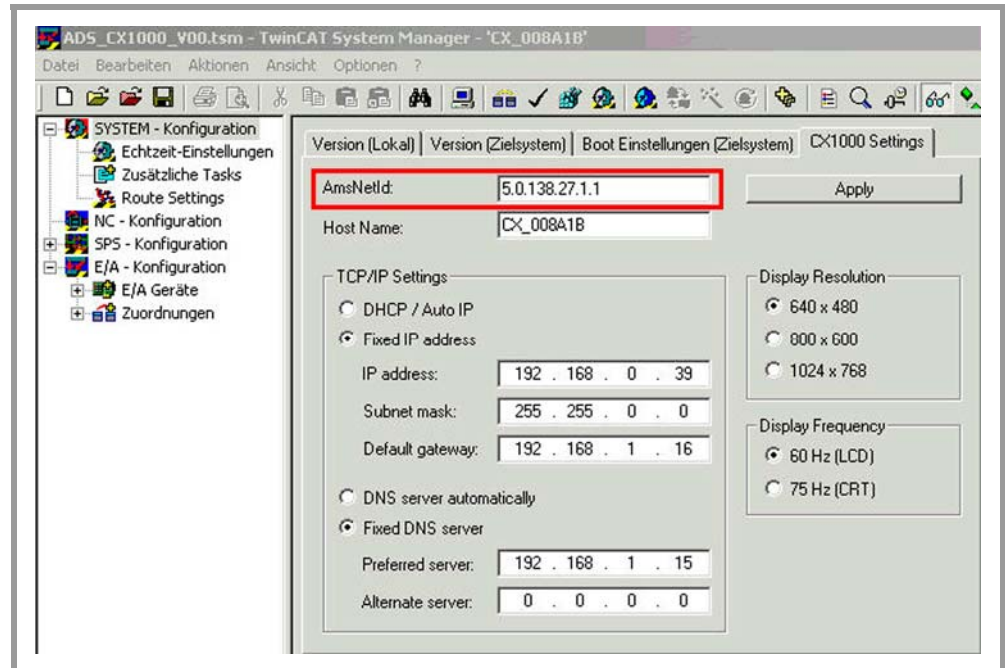 ADS_CX1000_V00.tsm - TwinCAT System Manager - 'CX_008A1B'
Datei Bearbeiten Aktionen Ansicht Optionen ?
SYSTEM - Konfiguration
Echtzeit-Einstellungen
Zusätzliche Tasks
Route Settings
NC - Konfiguration
SPS - Konfiguration
E/A - Konfiguration
E/A Geräte
Zuordnungen
Version (Lokal) Version (Zielsystem) Boot Einstellungen (Zielsystem) CX1000 Settings
AmsNetId: 5.0.138.27.1.1
Apply
Host Name: CX_008A1B
TCP/IP Settings
DHCP / Auto IP
Fixed IP address
IP address: 192 . 168 . 0 . 39
Subnet mask: 255 . 255 . 0 . 0
Default gateway: 192 . 168 . 1 . 16
DNS server automatically
Fixed DNS server
Preferred server: 192 . 168 . 1 . 15
Alternate server: 0 . 0 . 0 . 0
Display Resolution
640 x 480
800 x 600
1024 x 768
Display Frequency
60 Hz (LCD)
75 Hz (CRT)